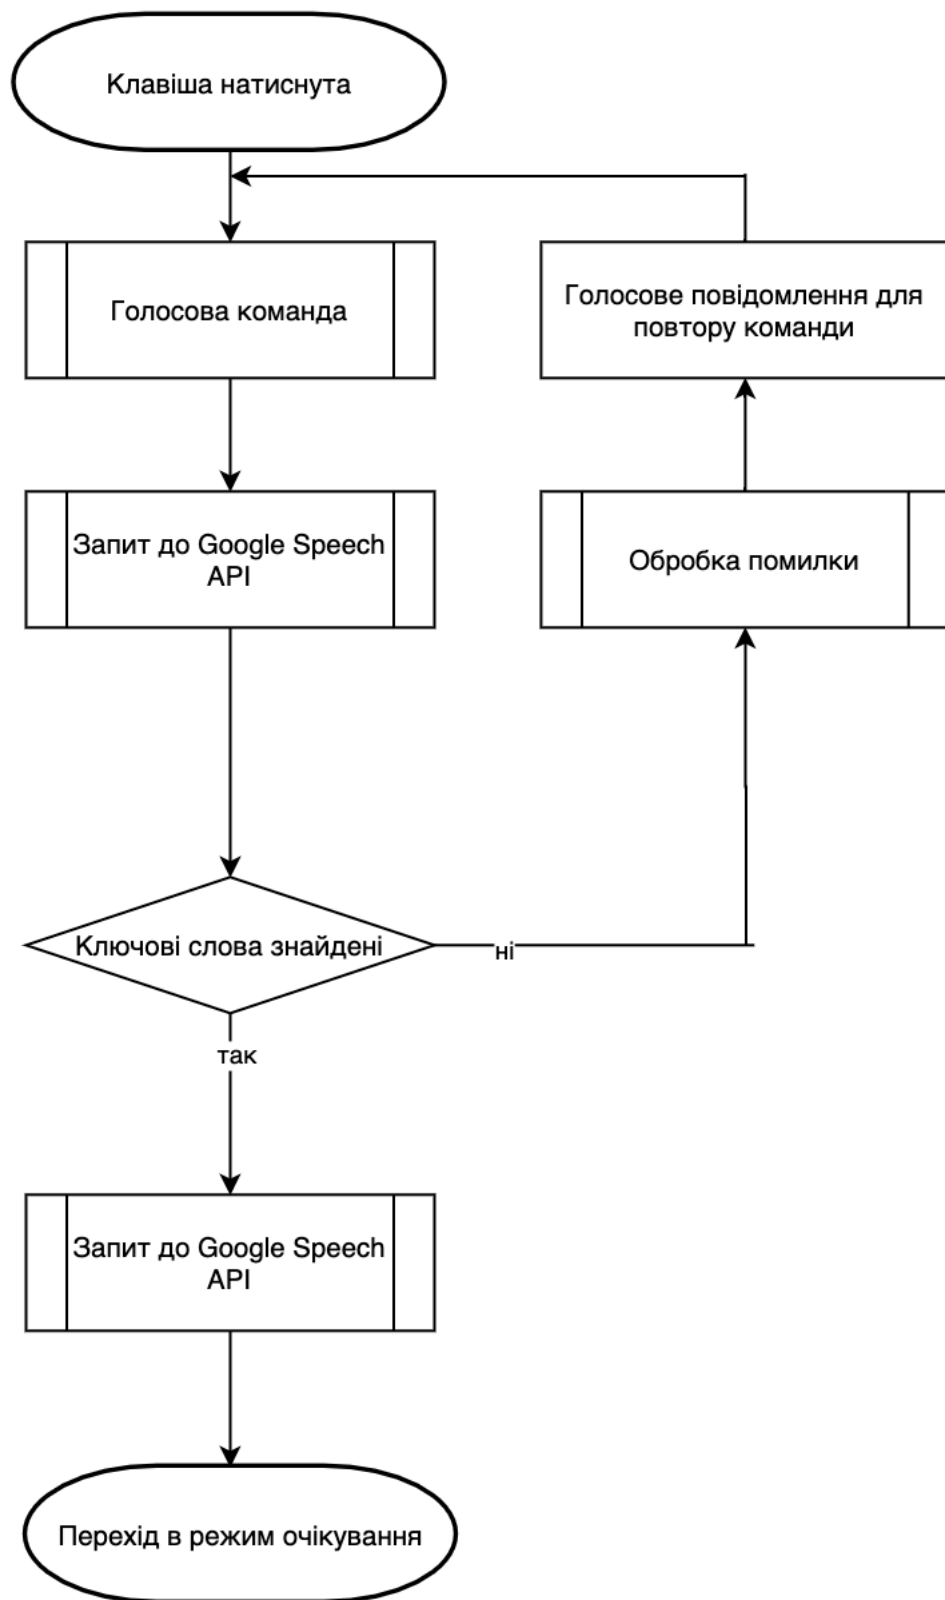 Клавіша натиснута
Голосова команда
Голосове повідомлення для
повтору команди
Запит до Google Speech
API
Обробка помилки
Ключові слова знайдені
ні
так
Запит до Google Speech
API
Перехід в режим очікування